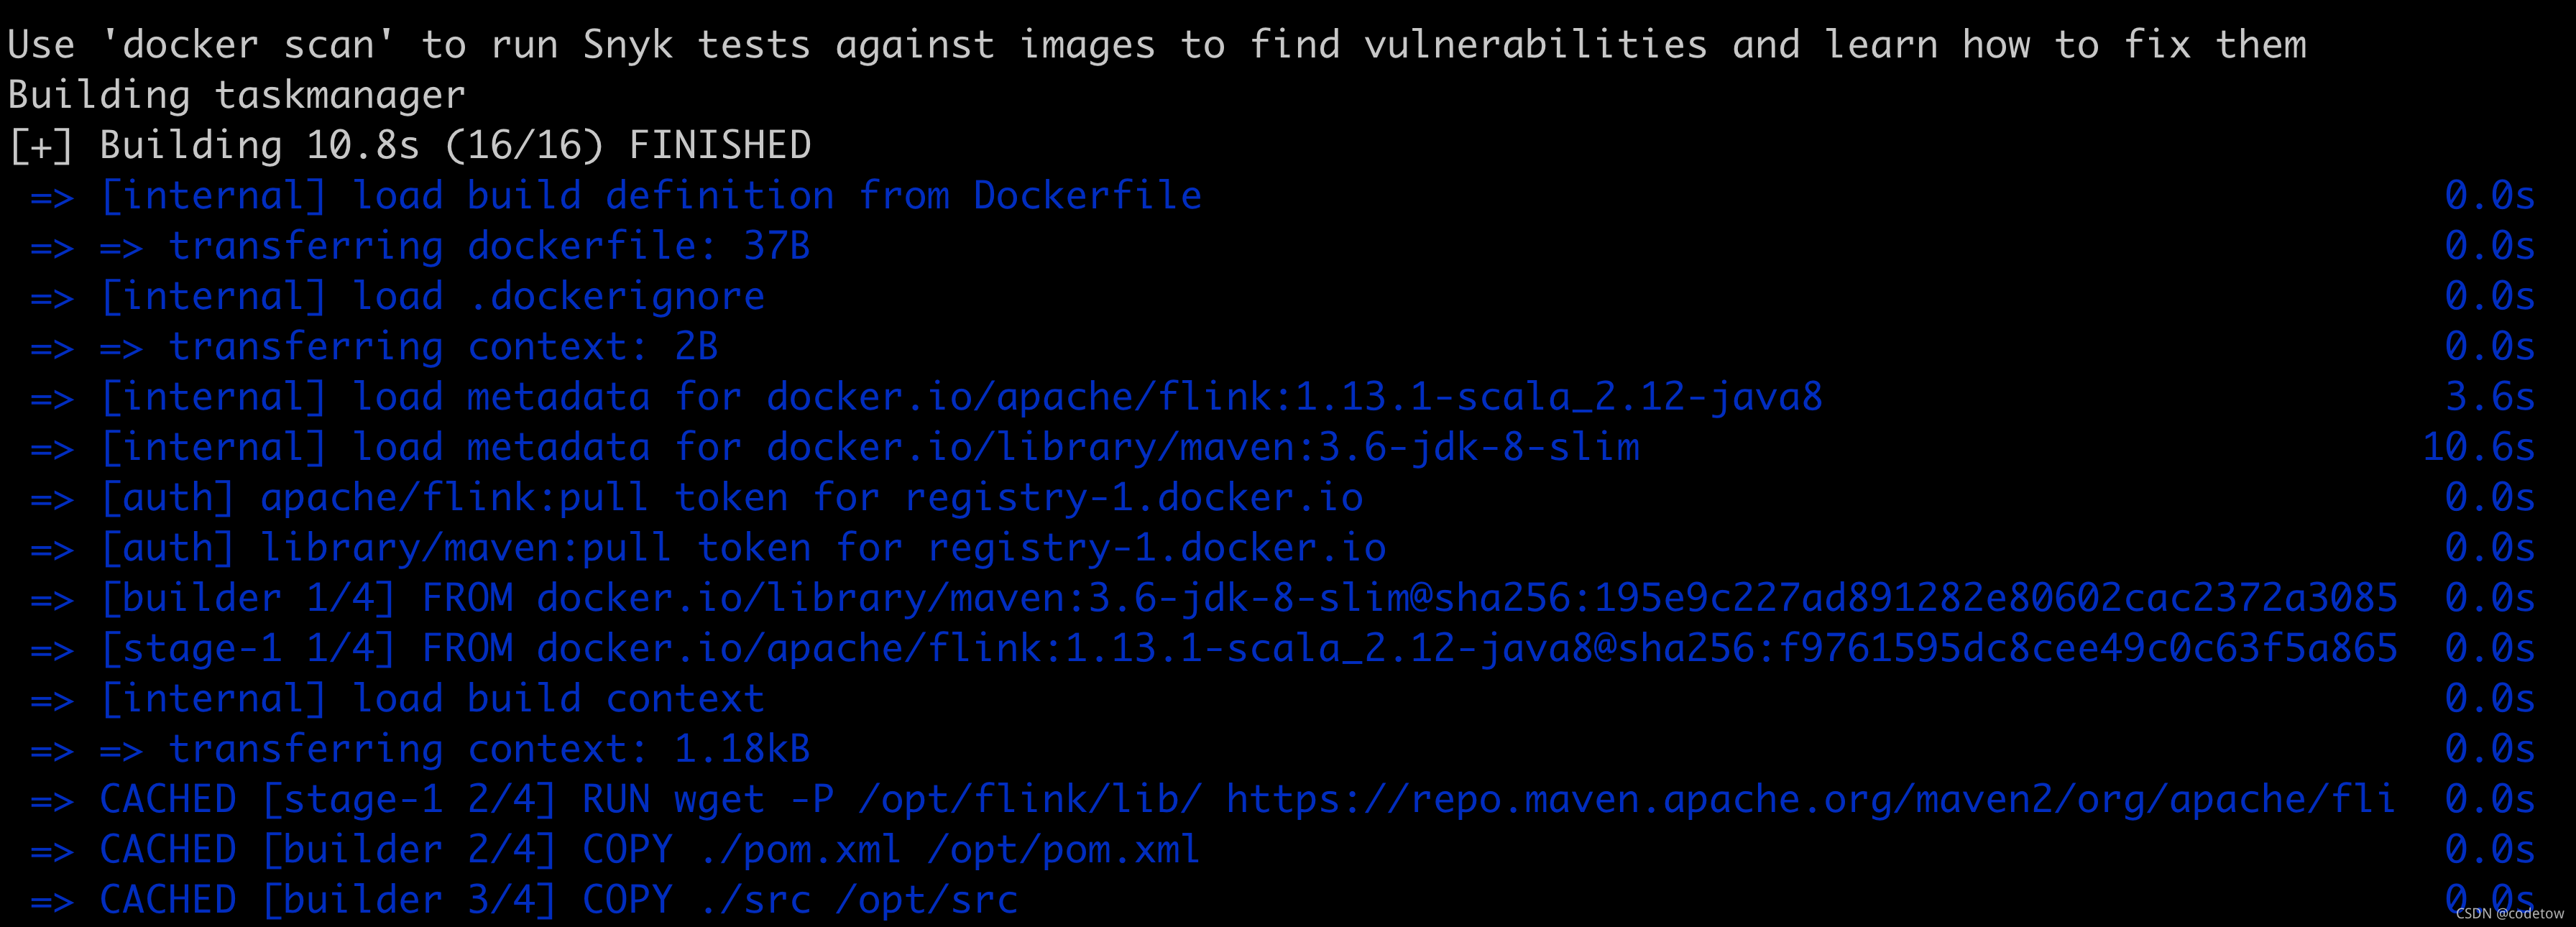 Use 'docker scan' to run Snyk tests against images to find vulnerabilities and learn how to fix them
Building taskmanager
[+] Building 10.8s (16/16) FINISHED
=> [internal] load build definition from Dockerfile 0.0s
=> => transferring dockerfile: 37B 0.0s
=> [internal] load .dockerignore 0.0s
=> => transferring context: 2B 0.0s
=> [internal] load metadata for docker.io/apache/flink:1.13.1-scala_2.12-java8 3.6s
=> [internal] load metadata for docker.io/library/maven:3.6-jdk-8-slim 10.6s
=> [auth] apache/flink:pull token for registry-1.docker.io 0.0s
=> [auth] library/maven:pull token for registry-1.docker.io 0.0s
=> [builder 1/4] FROM docker.io/library/maven:3.6-jdk-8-slim@sha256:195e9c227ad891282e80602cac2372a3085 0.0s
=> [stage-1 1/4] FROM docker.io/apache/flink:1.13.1-scala_2.12-java8@sha256:f9761595dc8cee49c0c63f5a865 0.0s
=> [internal] load build context 0.0s
=> => transferring context: 1.18kB 0.0s
=> CACHED [stage-1 2/4] RUN wget -P /opt/flink/lib/ https://repo.maven.apache.org/maven2/org/apache/fli 0.0s
=> CACHED [builder 2/4] COPY ./pom.xml /opt/pom.xml 0.0s
=> CACHED [builder 3/4] COPY ./src /opt/src 0.0s
CSDN @codetow